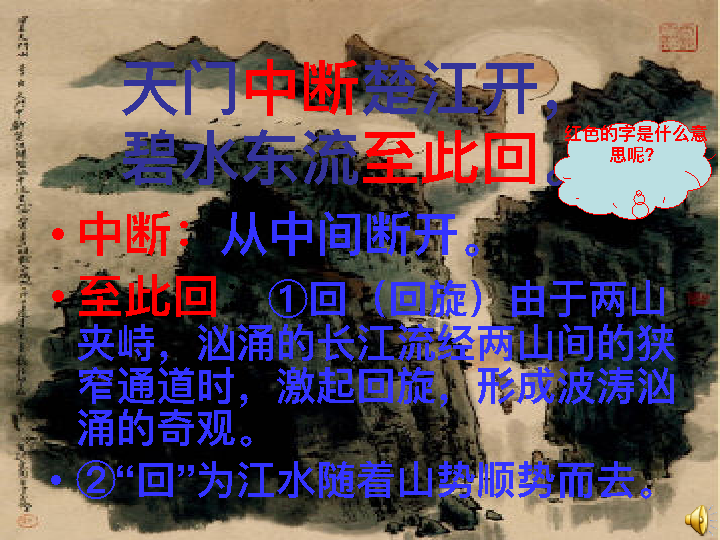 天门中断楚江开，
碧水东流至此回。
红色的字是什么意
思呢？
• 中断：从中间断开。
• 至此回 ①回（回旋）由于两山
夹峙，汹涌的长江流经两山间的狭
窄通道时，激起回旋，形成波涛汹
涌的奇观。
• ②“回”为江水随着山势顺势而去。